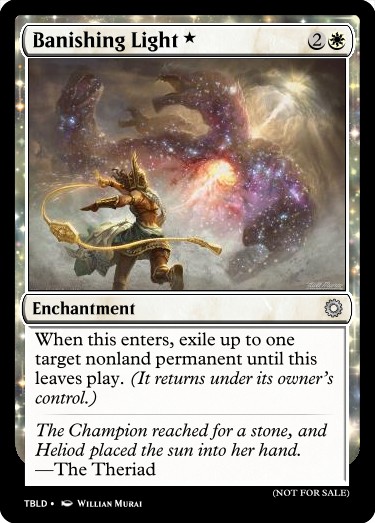 Banishing Light ★ 2
Enchantment
When this enters, exile up to one
target nonland permanent until this
leaves play. (It returns under its owner's
control.)
The Champion reached for a stone, and
Heliod placed the sun into her hand.
—The Theriad
(NOT FOR SALE)
TBLD • Willian Murai